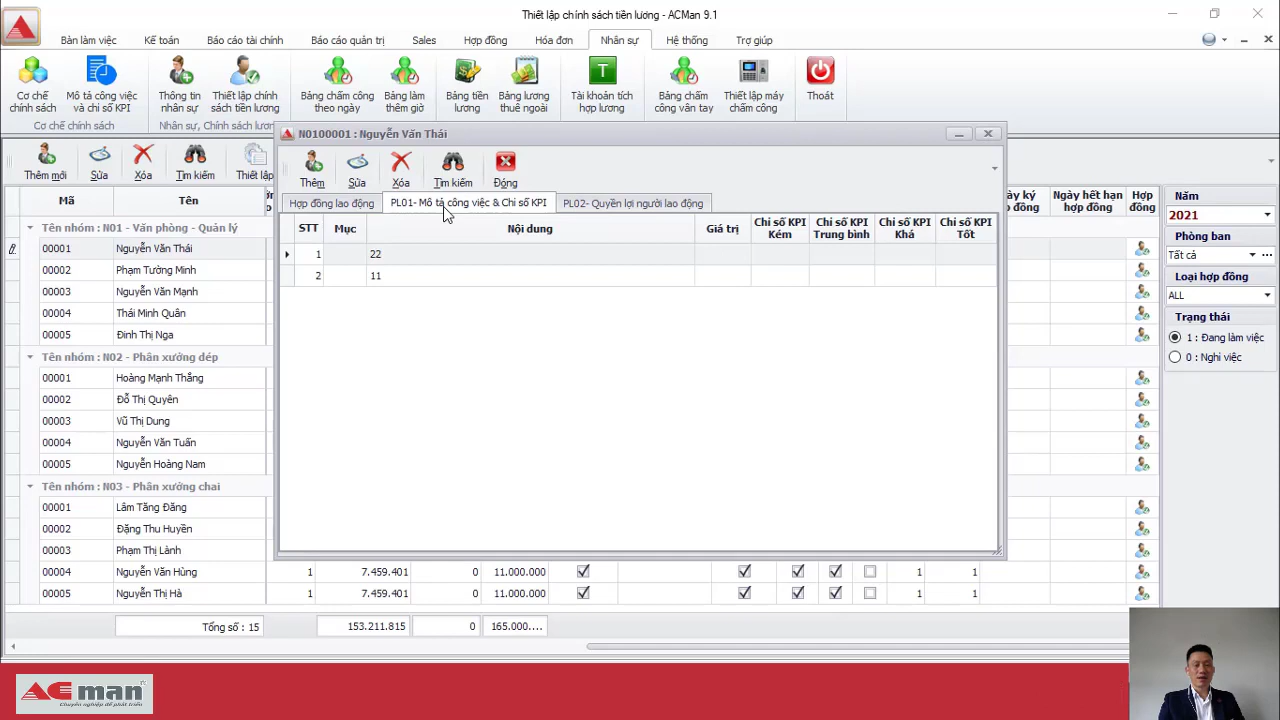 Thiết lập chính sách tiền lương - ACMan 9.1
Bàn làm việc Kế toán Báo cáo tài chính Báo cáo quản trị Sales Hợp đồng Hóa đơn Nhân sự Hệ thống Trợ giúp
Cơ chế chính sách
Mô tả công việc và chỉ số KPI
Thông tin nhân sự
Thiết lập chính sách tiền lương
Bảng chấm công theo ngày
Bảng làm thêm giờ
Bảng tiền lương
Bảng lương thuê ngoài
T
Tài khoản tích hợp lương
Bảng chấm công vân tay
Thiết lập máy chấm công
Thoát
Cơ chế chính sách
Nhân sự, Chính sách lươn
Thêm mới Sửa Xóa Tìm kiếm Thiết lập
N0100001 : Nguyễn Văn Thái
Thêm Sửa Xóa Tìm kiếm Đóng
Hợp đồng lao động PL01- Mô tả công việc & Chỉ số KPI PL02- Quyền lợi người lao động
STT Mục Nội dung Giá trị Chỉ số KPI Kém Chỉ số KPI Trung bình Chỉ số KPI Khá Chỉ số KPI Tốt
1 22
2 11
Mã Tên
Tên nhóm : N01 - Văn phòng - Quản lý
00001 Nguyễn Văn Thái
00002 Phạm Tường Minh
00003 Nguyễn Văn Mạnh
00004 Thái Minh Quân
00005 Đinh Thị Nga
Tên nhóm : N02 - Phân xưởng dép
00001 Hoàng Mạnh Thắng
00002 Đỗ Thị Quyên
00003 Vũ Thị Dung
00004 Nguyễn Văn Tuấn
00005 Nguyễn Hoàng Nam
Tên nhóm : N03 - Phân xưởng chai
00001 Lâm Tăng Đăng
00002 Đặng Thu Huyền
00003 Phạm Thị Lành
00004 Nguyễn Văn Hùng 1 7.459.401 0 11.000.000 1 1
00005 Nguyễn Thị Hà 1 7.459.401 0 11.000.000 1 1
Tổng số : 15 153.211.815 0 165.000....
ày ký đồng
Ngày hết hạn hợp đồng
Hợp đồng
Năm
2021
Phòng ban
Tất cả
Loại hợp đồng
ALL
Trạng thái
1 : Đang làm việc
0 : Nghỉ việc
ACman
Chuyên nghiệp để phát triển